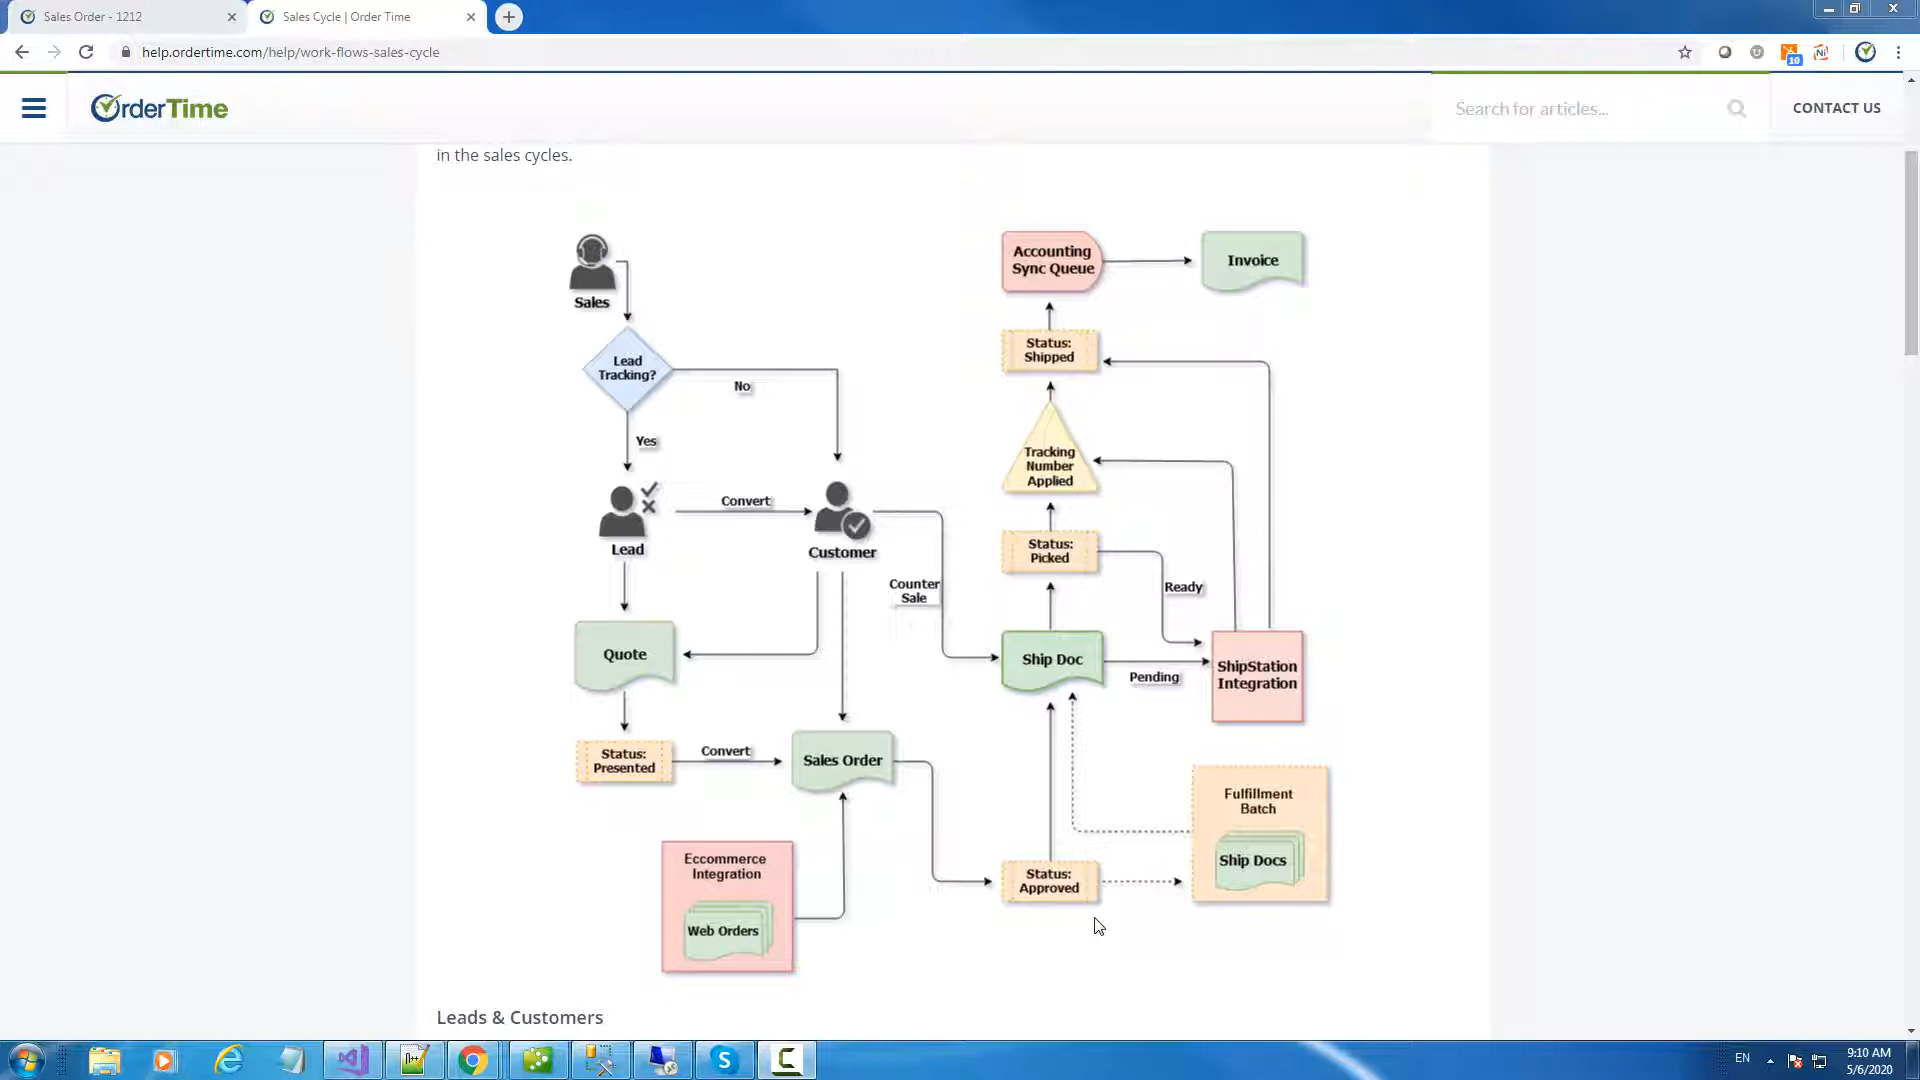 Sales Order - 1212
Sales Cycle | Order Time
help.ordertime.com/help/work-flows-sales-cycle
10
OrderTime
Search for articles...
CONTACT US
in the sales cycles.
Sales
Lead
Tracking?
No
Yes
Lead
Convert
Customer
Counter
Sale
Quote
Status:
Presented
Convert
Sales Order
Eccommerce
Integration
Web Orders
Accounting
Sync Queue
Invoice
Status:
Shipped
Tracking
Number
Applied
Status:
Picked
Ready
Ship Doc
Pending
ShipStation
Integration
Fulfillment
Batch
Ship Docs
Status:
Approved
Leads & Customers
EN
9:10 AM
5/6/2020